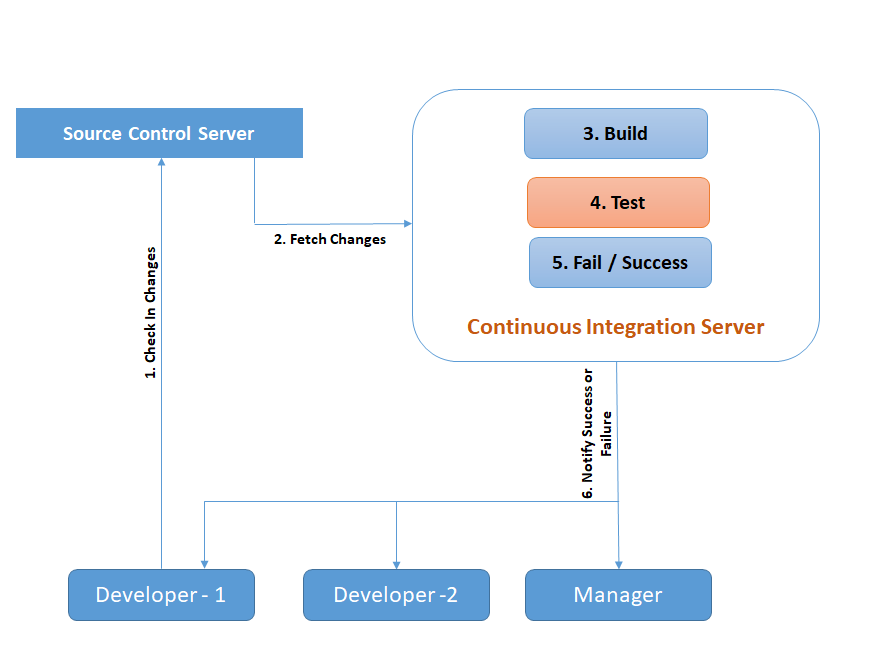 Source Control Server
3. Build
4. Test
5. Fail / Success
Continuous Integration Server
2. Fetch Changes
1. Check In Changes
6. Notify Success or
Failure
Developer - 1
Developer -2
Manager